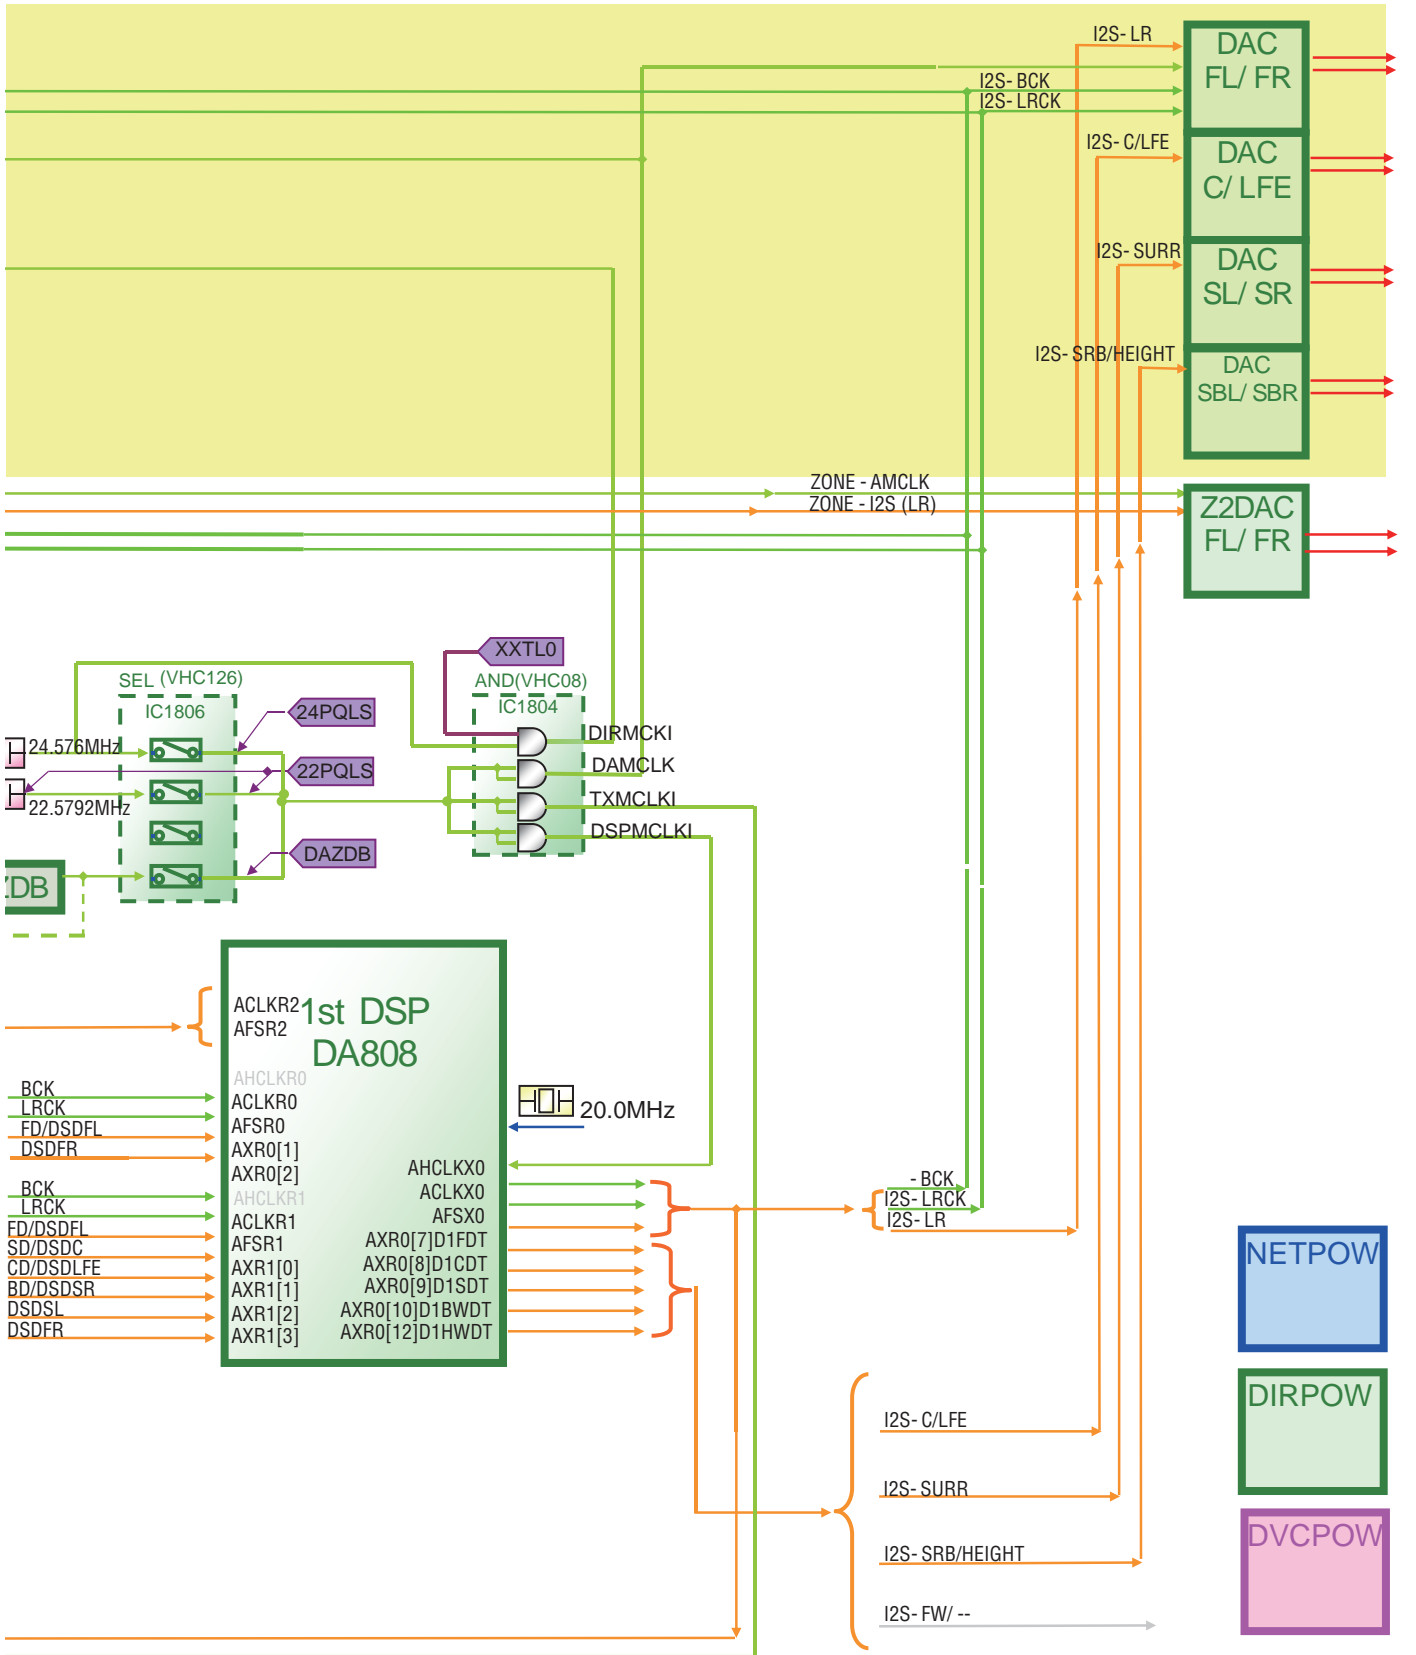 I2S- LR
DAC
FL/ FR
I2S- BCK
I2S- LRCK
I2S- C/LFE
DAC
C/ LFE
I2S- SURR
DAC
SL/ SR
I2S- SRB/HEIGHT
DAC
SBL/ SBR
ZONE - AMCLK
ZONE - I2S (LR)
Z2DAC
FL/ FR
XXTL0
SEL (VHC126)
IC1806
AND(VHC08)
IC1804
24PQLS
DIRMCKI
24.576MHz
22PQLS
DAMCLK
22.5792MHz
TXMCLKI
DSPMCLKI
DAZDB
ZDB
1st DSP
DA808
ACLKR2
AFSR2
AHCLKR0
ACLKR0
AFSR0
AXR0[1]
AXR0[2]
AHCLKR1
ACLKR1
AFSR1
AXR1[0]
AXR1[1]
AXR1[2]
AXR1[3]
BCK
LRCK
FD/DSDFL
DSDFR
BCK
LRCK
FD/DSDFL
SD/DSDC
CD/DSDLFE
BD/DSDSR
DSDSL
DSDFR
20.0MHz
AHCLKX0
ACLKX0
AFSX0
AXR0[7]D1FDT
AXR0[8]D1CDT
AXR0[9]D1SDT
AXR0[10]D1BWDT
AXR0[12]D1HWDT
- BCK
I2S- LRCK
I2S- LR
I2S- C/LFE
I2S- SURR
I2S- SRB/HEIGHT
I2S- FW/ --
NETPOW
DIRPOW
DVCPOW